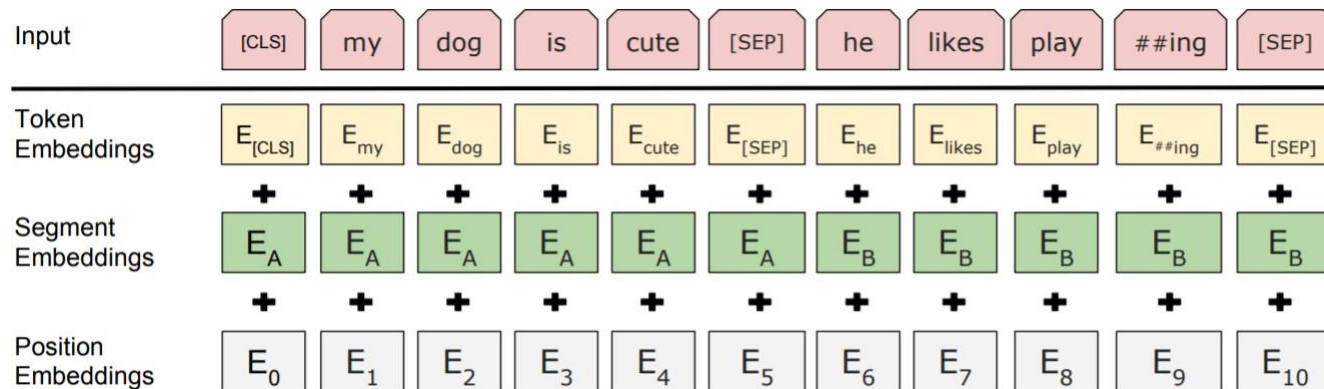 Input [CLS] my dog is cute [SEP] he likes play ##ing [SEP]
Token
Embeddings
E[CLS] Emy Edog Eis Ecute E[SEP] Ehe Elikes Eplay E##ing E[SEP]
+ + + + + + + + + + +
Segment
Embeddings
EA EA EA EA EA EA EB EB EB EB EB
+ + + + + + + + + + +
Position
Embeddings
E0 E1 E2 E3 E4 E5 E6 E7 E8 E9 E10